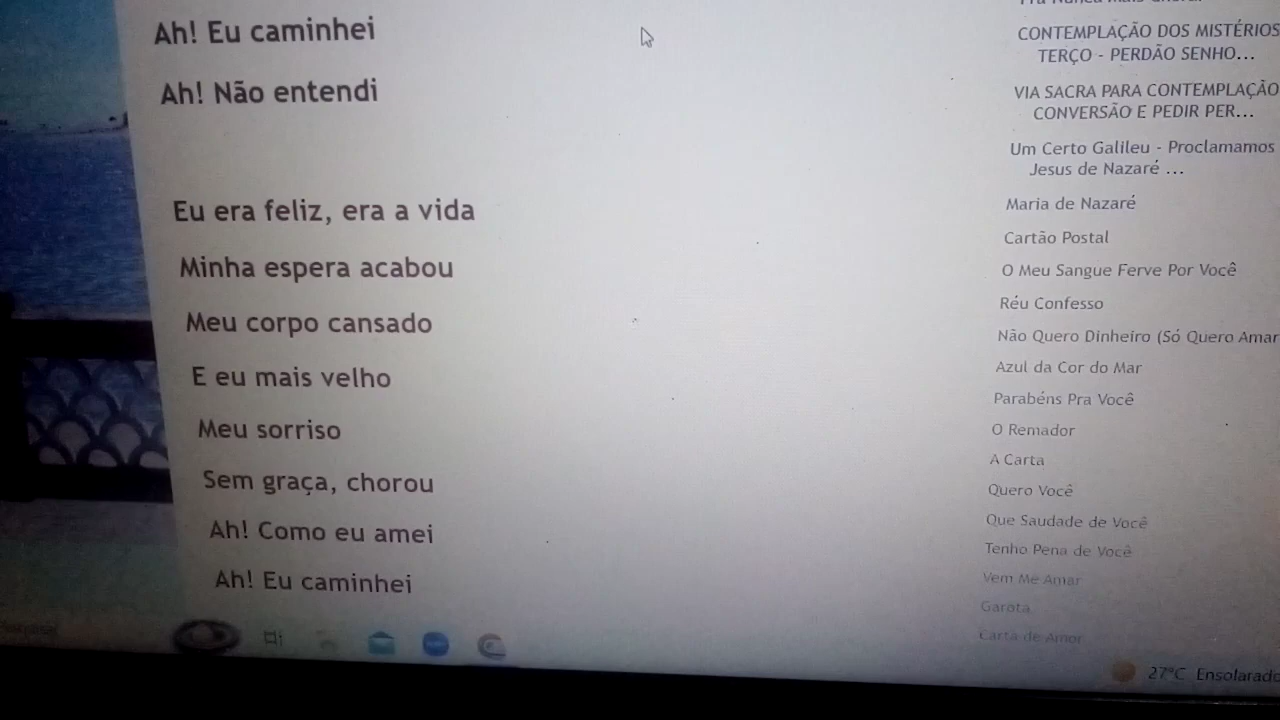 Ah! Eu caminhei
Ah! Não entendi
Eu era feliz, era a vida
Minha espera acabou
Meu corpo cansado
E eu mais velho
Meu sorriso
Sem graça, chorou
Ah! Como eu amei
Ah! Eu caminhei
CONTEMPLAÇÃO DOS MISTÉRIOS
TERÇO - PERDÃO SENHO...
VIA SACRA PARA CONTEMPLAÇÃO
CONVERSÃO E PEDIR PER...
Um Certo Galileu - Proclamamos
Jesus de Nazaré ...
Maria de Nazaré
Cartão Postal
O Meu Sangue Ferve Por Você
Réu Confesso
Não Quero Dinheiro (Só Quero Amar
Azul da Cor do Mar
Parabéns Pra Você
O Remador
A Carta
Quero Você
Que Saudade de Você
Tenho Pena de Você
Vem Me Amar
Garota
Carta de Amor
27°C Ensolarado